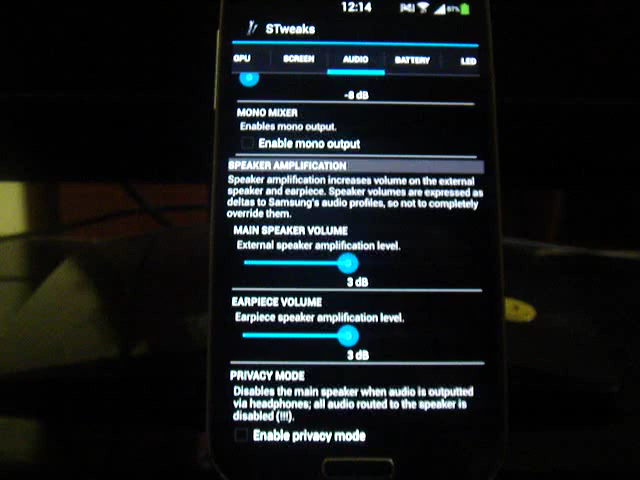 12:14
87%
STweaks
GPU SCREEN AUDIO BATTERY LED
-8 dB
MONO MIXER
Enables mono output.
Enable mono output
SPEAKER AMPLIFICATION
Speaker amplification increases volume on the external
speaker and earpiece. Speaker volumes are expressed as
deltas to Samsung's audio profiles, so not to completely
override them.
MAIN SPEAKER VOLUME
External speaker amplification level.
3 dB
EARPIECE VOLUME
Earpiece speaker amplification level.
3 dB
PRIVACY MODE
Disables the main speaker when audio is outputted
via headphones; all audio routed to the speaker is
disabled (!!!).
Enable privacy mode